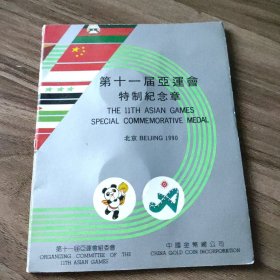 第十一届亞運會
特制紀念章
THE 11TH ASIAN GAMES
SPECIAL COMMEMORATIVE MEDAL
北京 BEIJING 1990
第十一届亞運會組委會
ORGANIZING COMMITTEE OF THE
11TH ASIAN GAMES
中國金幣總公司
CHINA GOLD COIN INCORPORATION